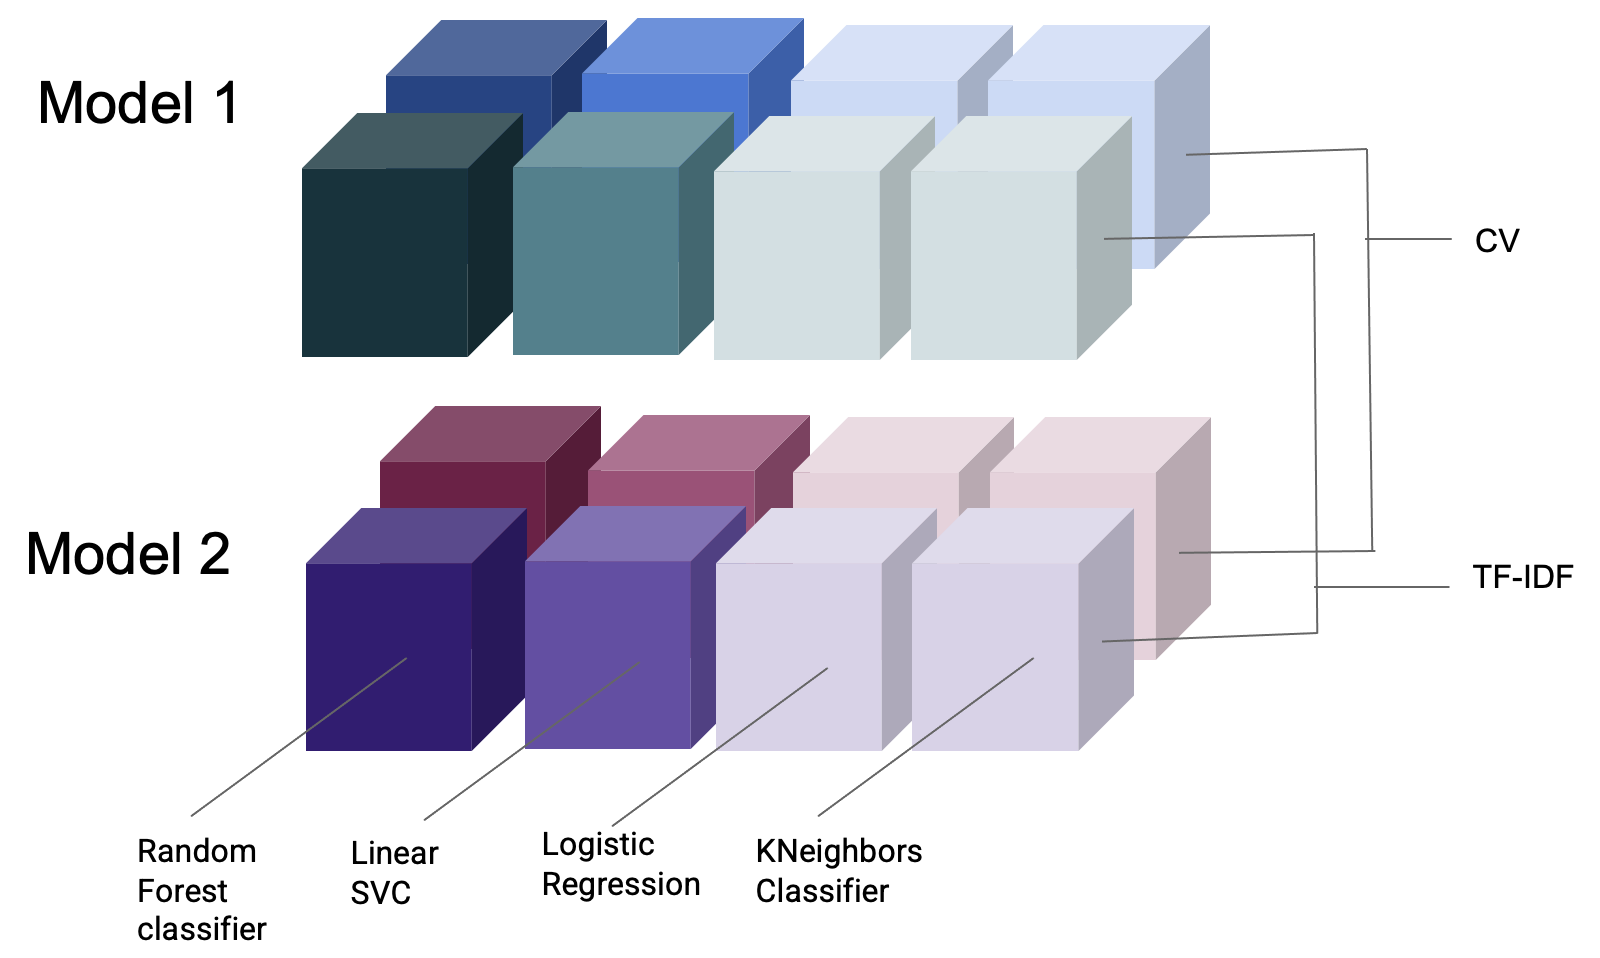 Model 1
CV
Model 2
TF-IDF
Random
Forest
classifier
Linear
SVC
Logistic
Regression
KNeighbors
Classifier